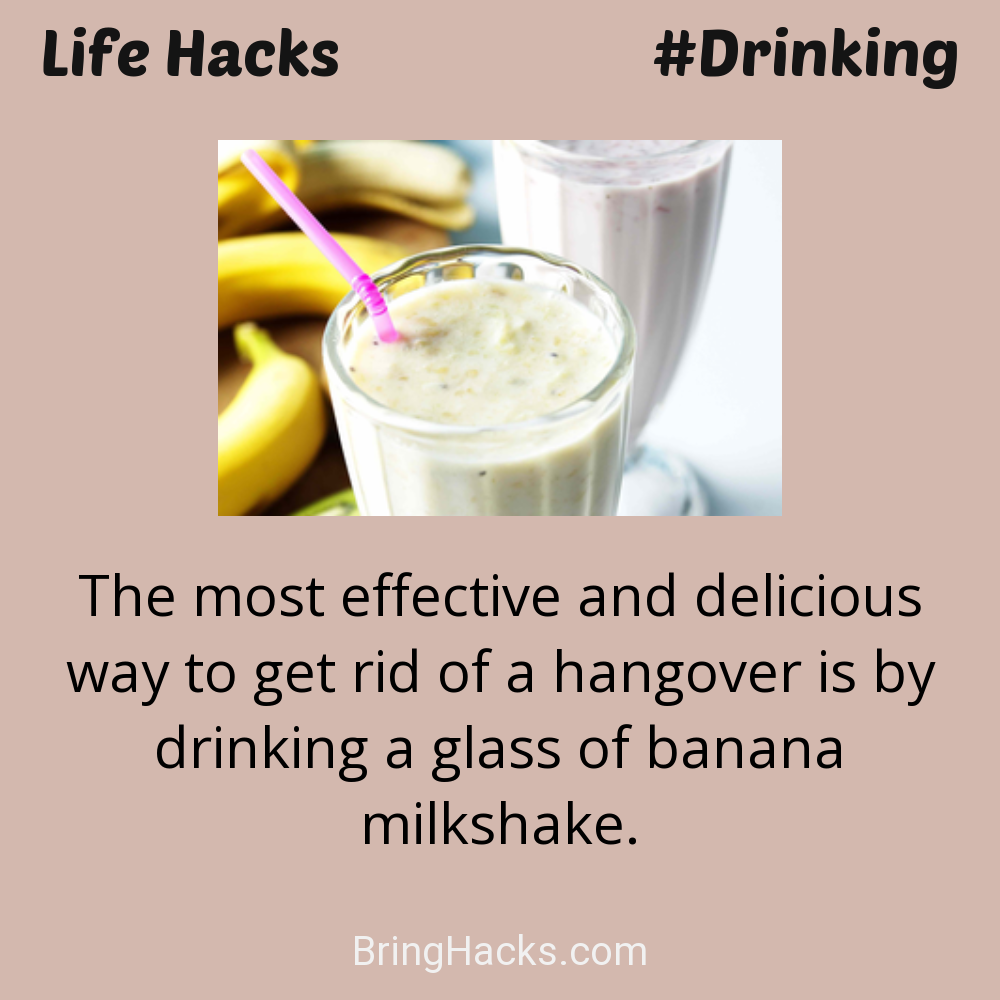 Life Hacks
#Drinking
The most effective and delicious
way to get rid of a hangover is by
drinking a glass of banana
milkshake.
BringHacks.com